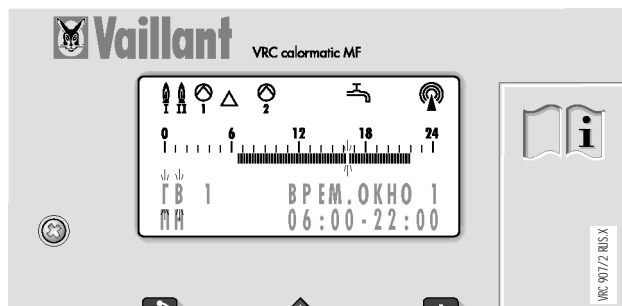 Vaillant
VRC calormatic MF
I II 1 2
0 6 12 18 24
ГВ 1 ВРЕМ.ОКНО 1
ПН 06:00-22:00
i
VRC 907/2 RUS.X